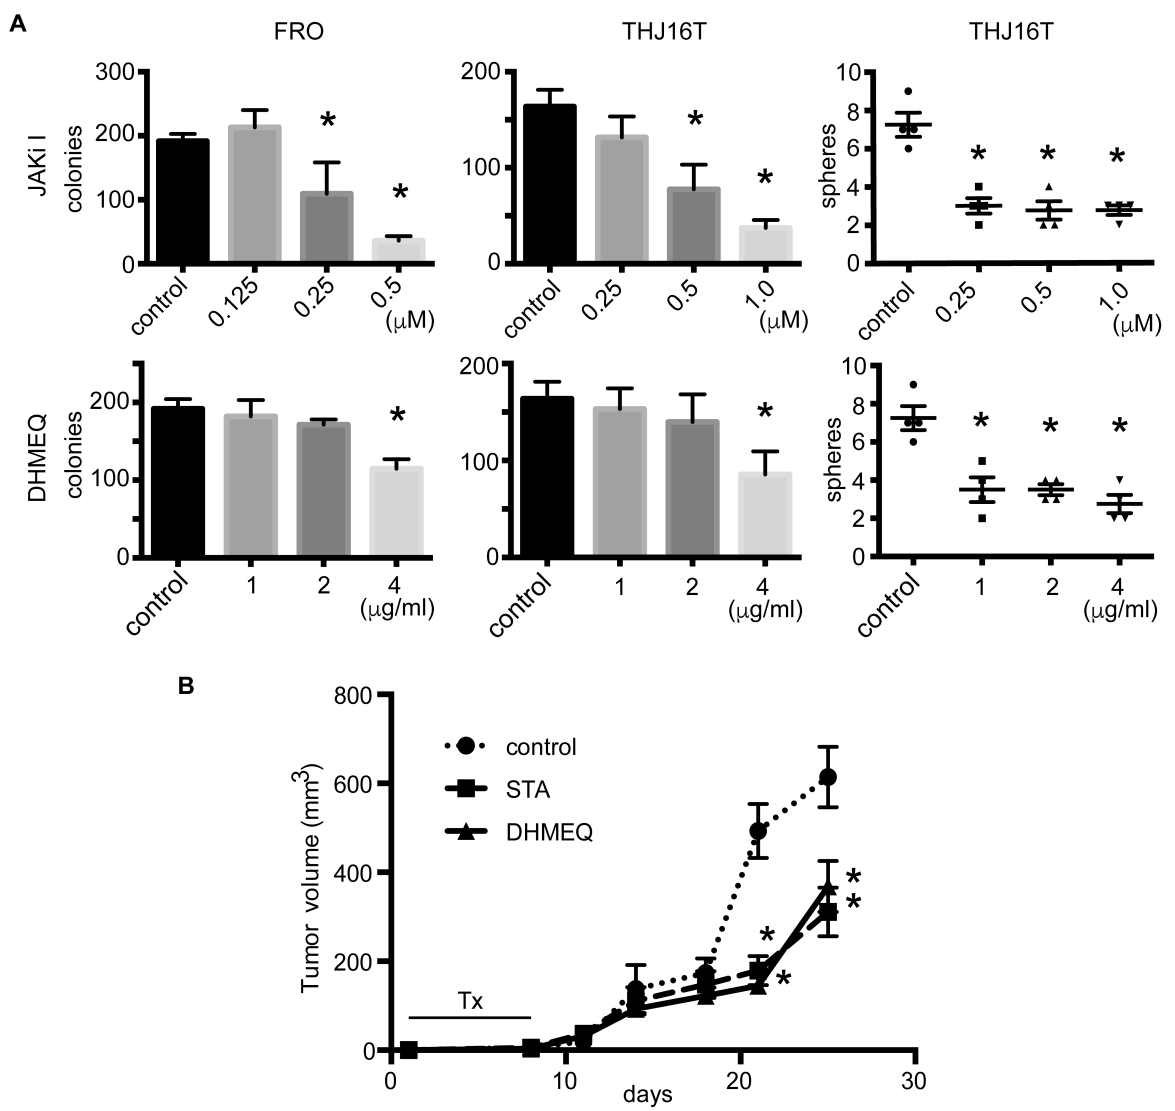 A
FRO
THJ16T
THJ16T
JAKi I
colonies
300
200
100
0
*
*
control
0.125
0.25
0.5
(μM)
200
100
0
*
*
control
0.25
0.5
1.0
(μM)
spheres
10
8
6
4
2
0
*
*
*
control
0.25
0.5
1.0
(μM)
DHMEQ
colonies
200
100
0
*
control
1
2
4
(μg/ml)
200
100
0
*
control
1
2
4
(μg/ml)
spheres
10
8
6
4
2
0
*
*
*
control
1
2
4
(μg/ml)
B
Tumor volume (mm3)
800
600
400
200
0
control
STA
DHMEQ
Tx
*
*
*
*
0
10
20
30
days